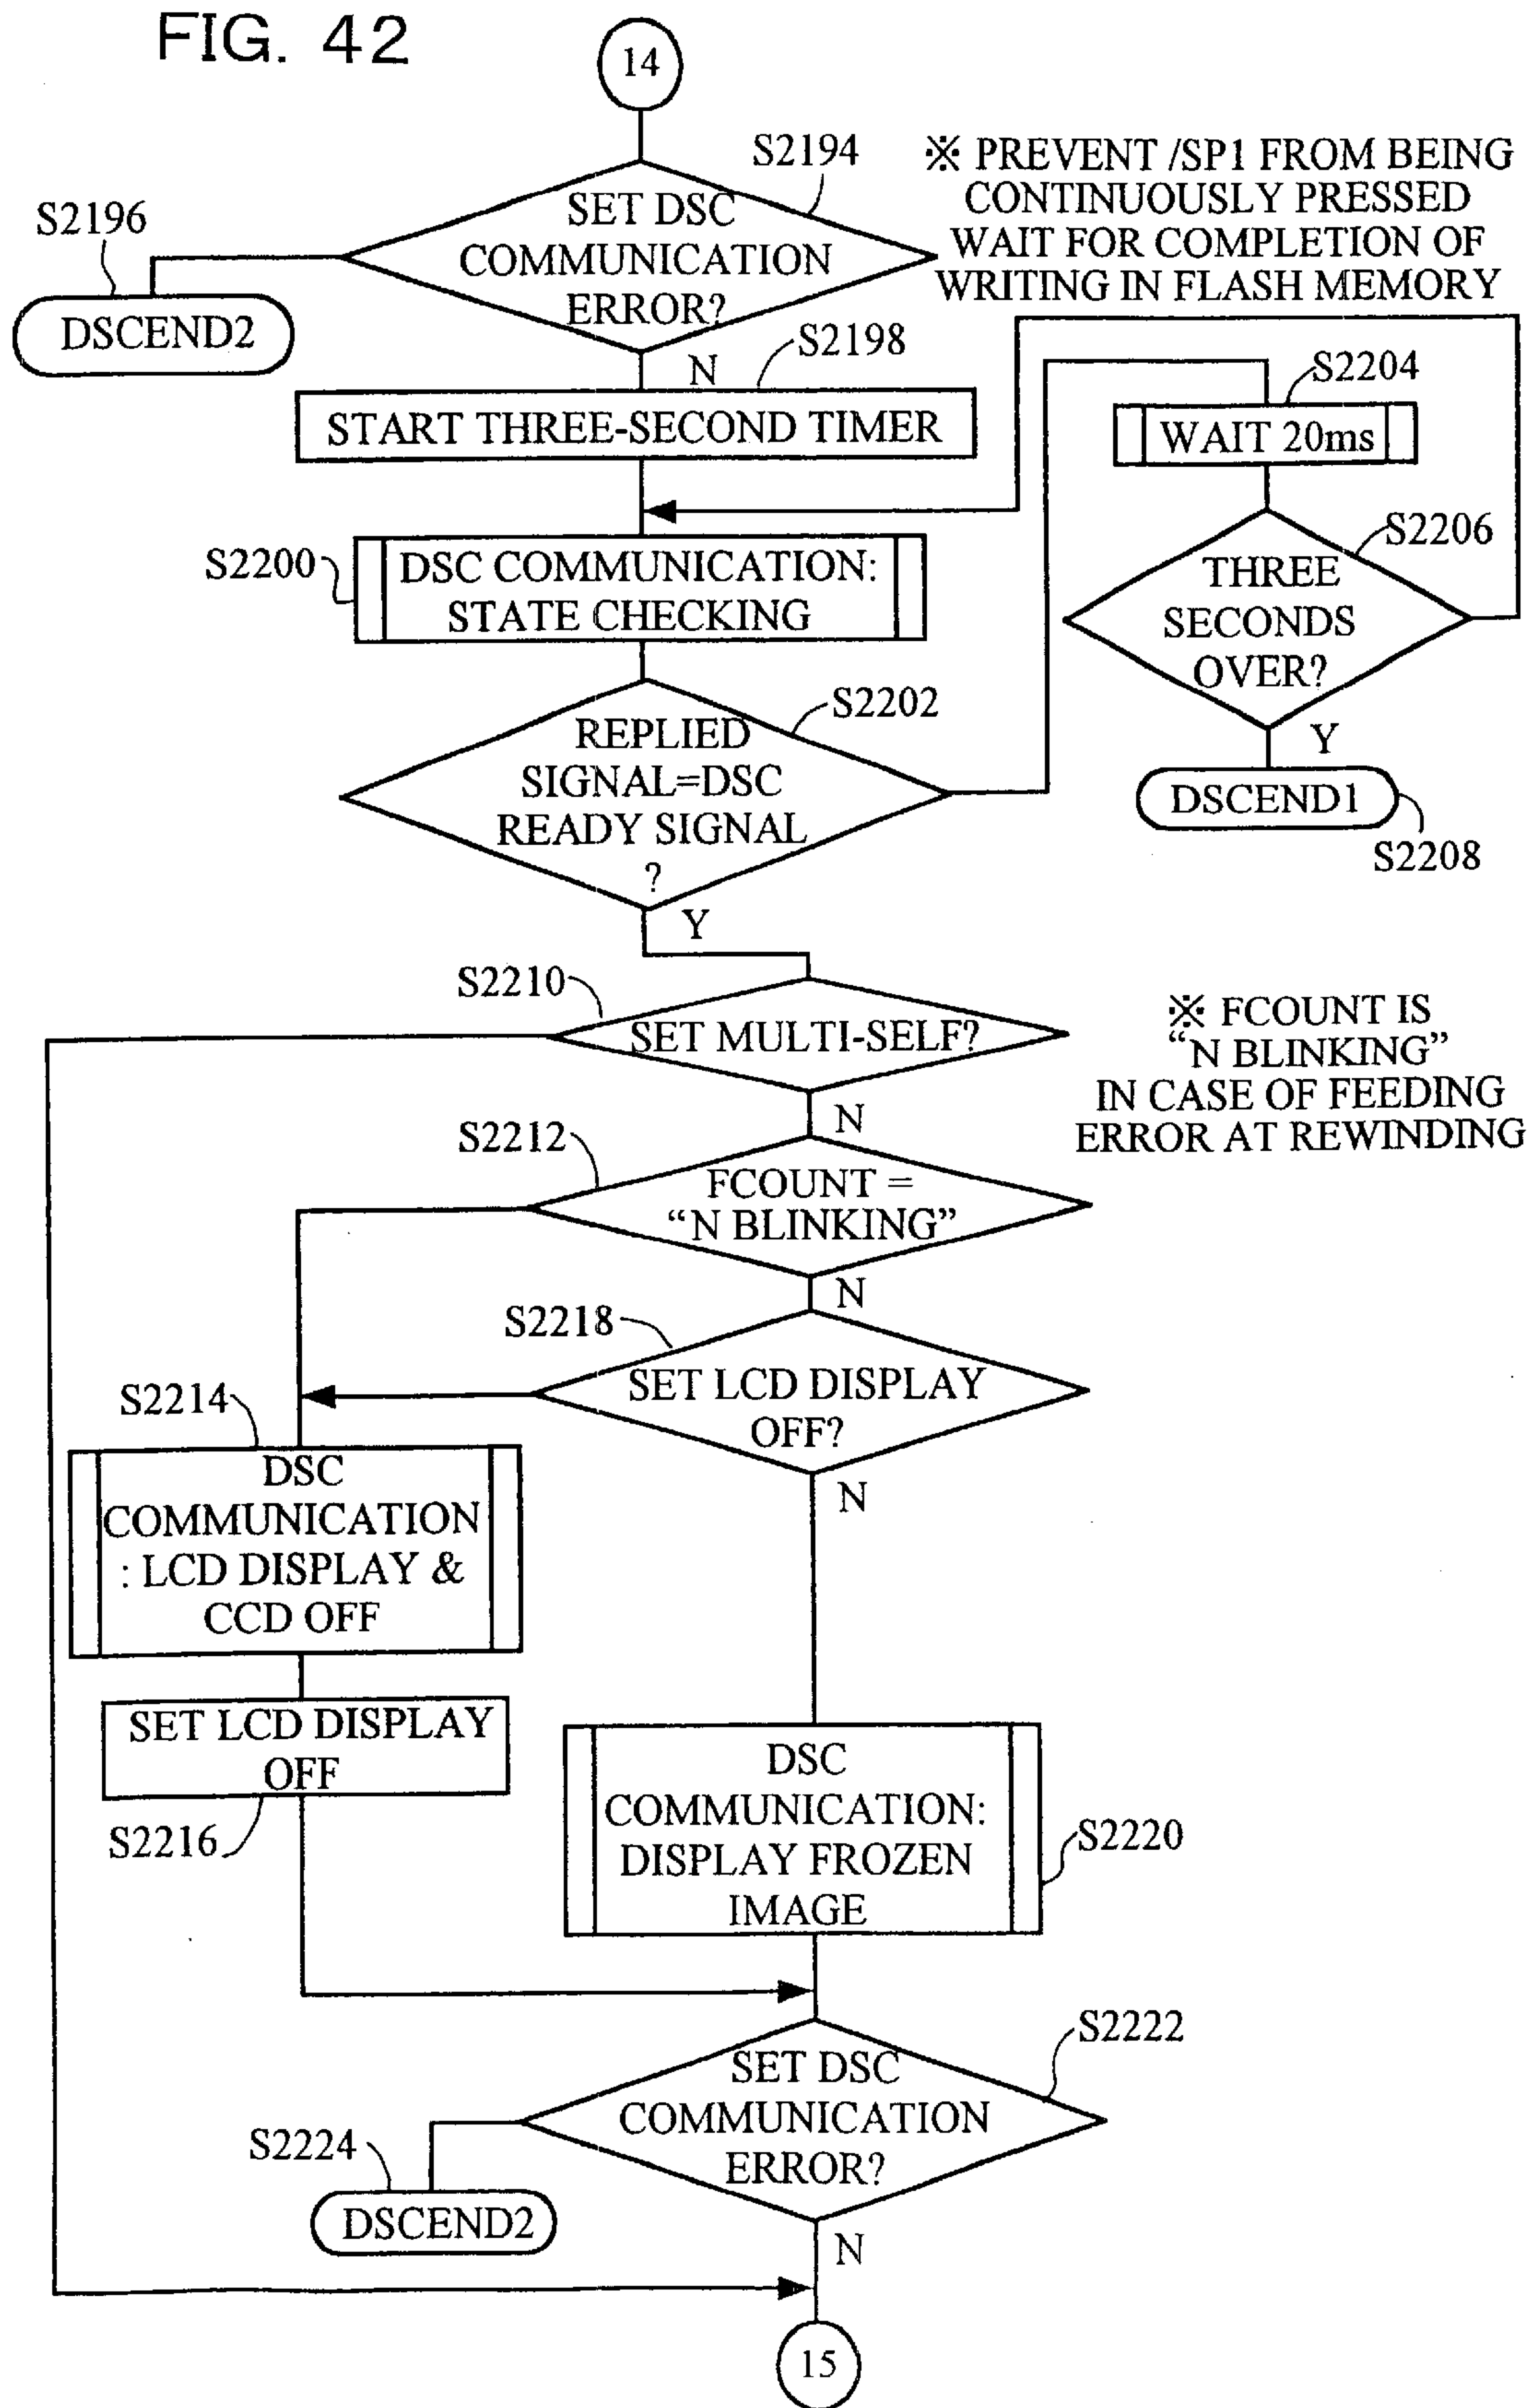 FIG. 42
14
S2194
SET DSC
COMMUNICATION
ERROR?
※ PREVENT /SP1 FROM BEING
CONTINUOUSLY PRESSED
WAIT FOR COMPLETION OF
WRITING IN FLASH MEMORY
S2196
DSCEND2
N
S2198
START THREE-SECOND TIMER
S2204
WAIT 20ms
S2200
DSC COMMUNICATION:
STATE CHECKING
S2206
THREE
SECONDS
OVER?
Y
DSCEND1
S2208
S2202
REPLIED
SIGNAL=DSC
READY SIGNAL
?
Y
S2210
SET MULTI-SELF?
N
※ FCOUNT IS
“N BLINKING”
IN CASE OF FEEDING
ERROR AT REWINDING
S2212
FCOUNT =
“N BLINKING”
N
S2218
SET LCD DISPLAY
OFF?
N
S2214
DSC
COMMUNICATION
: LCD DISPLAY &
CCD OFF
SET LCD DISPLAY
OFF
S2216
DSC
COMMUNICATION:
DISPLAY FROZEN
IMAGE
S2220
S2222
SET DSC
COMMUNICATION
ERROR?
S2224
DSCEND2
N
15